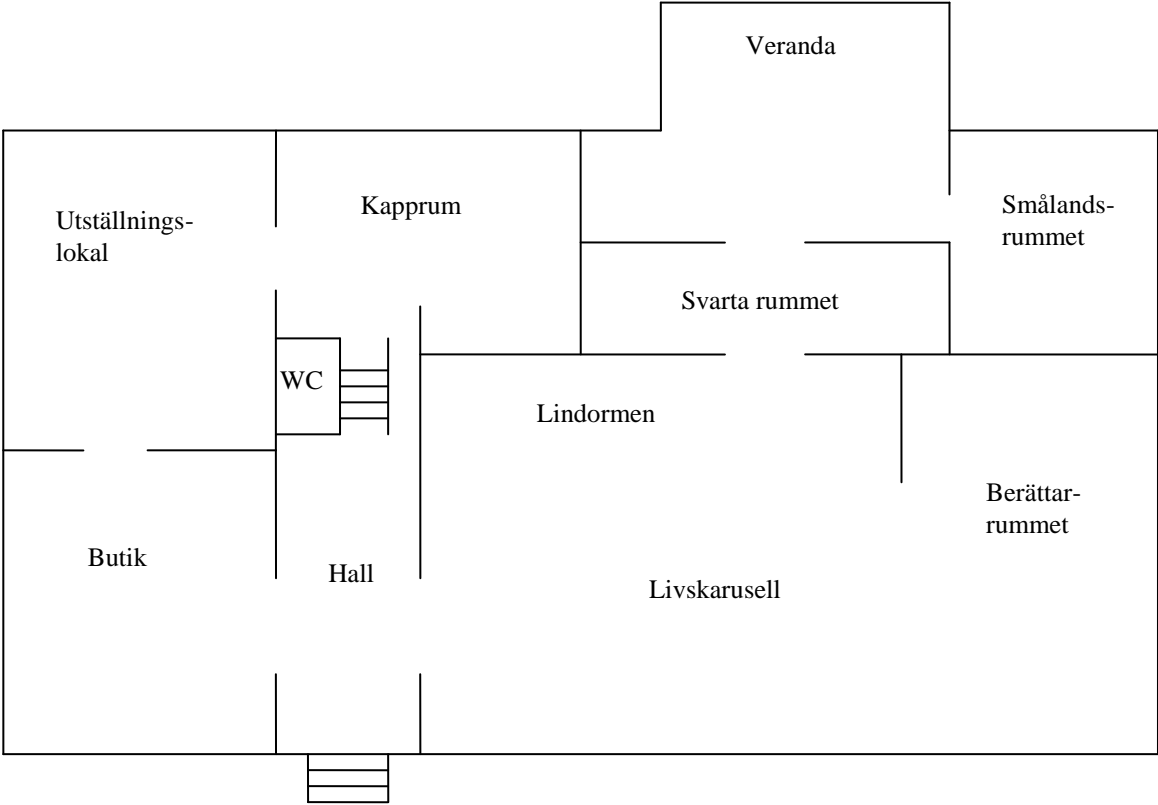 Veranda
Utställnings-
lokal
Kapprum
Smålands-
rummet
Svarta rummet
WC
Lindormen
Berättar-
rummet
Butik
Hall
Livskarusell